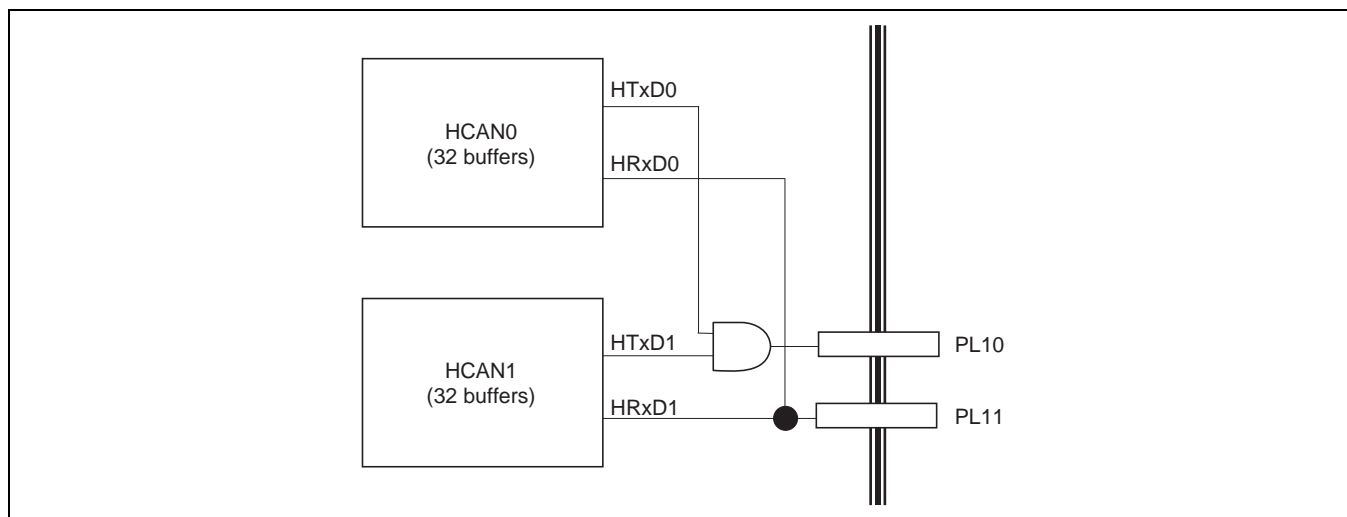 HTxD0
HCAN0
(32 buffers)
HRxD0
HTxD1
PL10
HCAN1
(32 buffers)
HRxD1
PL11